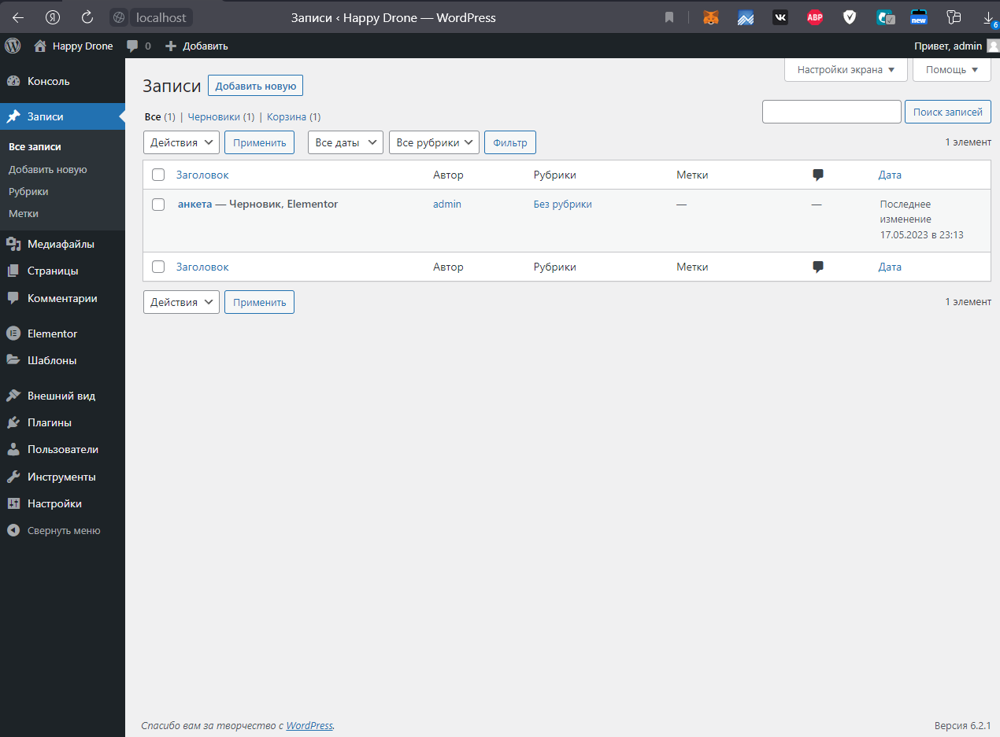 localhost Записи ‹ Happy Drone — WordPress VK ABP new 6
Happy Drone 0 Добавить Привет, admin
Настройки экрана Помощь
Консоль
Записи
Все записи
Добавить новую
Рубрики
Метки
Медиафайлы
Страницы
Комментарии
Elementor
Шаблоны
Внешний вид
Плагины
Пользователи
Инструменты
Настройки
Свернуть меню
Записи Добавить новую
Все (1) | Черновики (1) | Корзина (1)
Поиск записей
Действия Применить Все даты Все рубрики Фильтр 1 элемент
Заголовок Автор Рубрики Метки Дата
анкета — Черновик, Elementor admin Без рубрики — — Последнее
изменение
17.05.2023 в 23:13
Заголовок Автор Рубрики Метки Дата
Действия Применить 1 элемент
Спасибо вам за творчество с WordPress. Версия 6.2.1